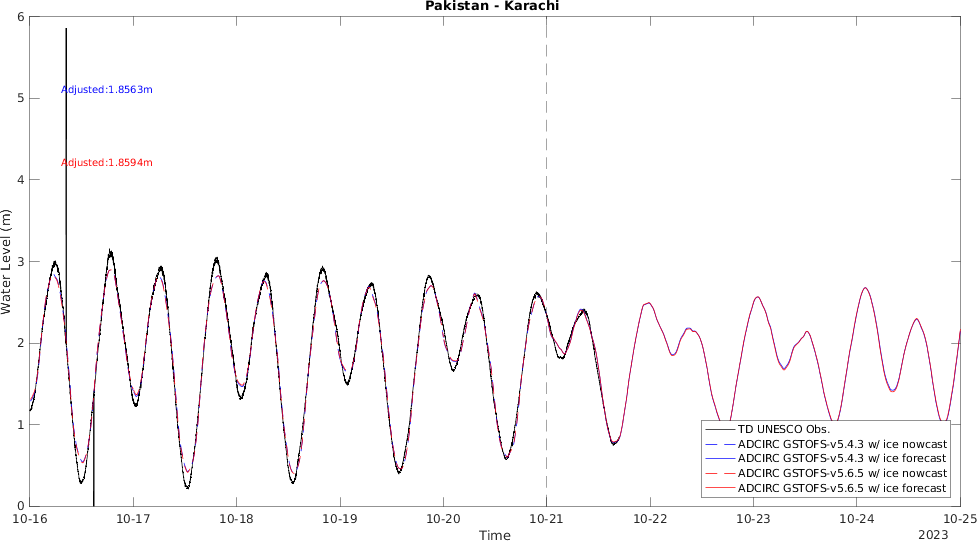 Pakistan - Karachi
6
5
4
3
2
1
0
Water Level (m)
Adjusted:1.8563m
Adjusted:1.8594m
TD UNESCO Obs.
ADCIRC GSTOFS-v5.4.3 w/ ice nowcast
ADCIRC GSTOFS-v5.4.3 w/ ice forecast
ADCIRC GSTOFS-v5.6.5 w/ ice nowcast
ADCIRC GSTOFS-v5.6.5 w/ ice forecast
10-16 10-17 10-18 10-19 10-20 10-21 10-22 10-23 10-24 10-25
Time
2023